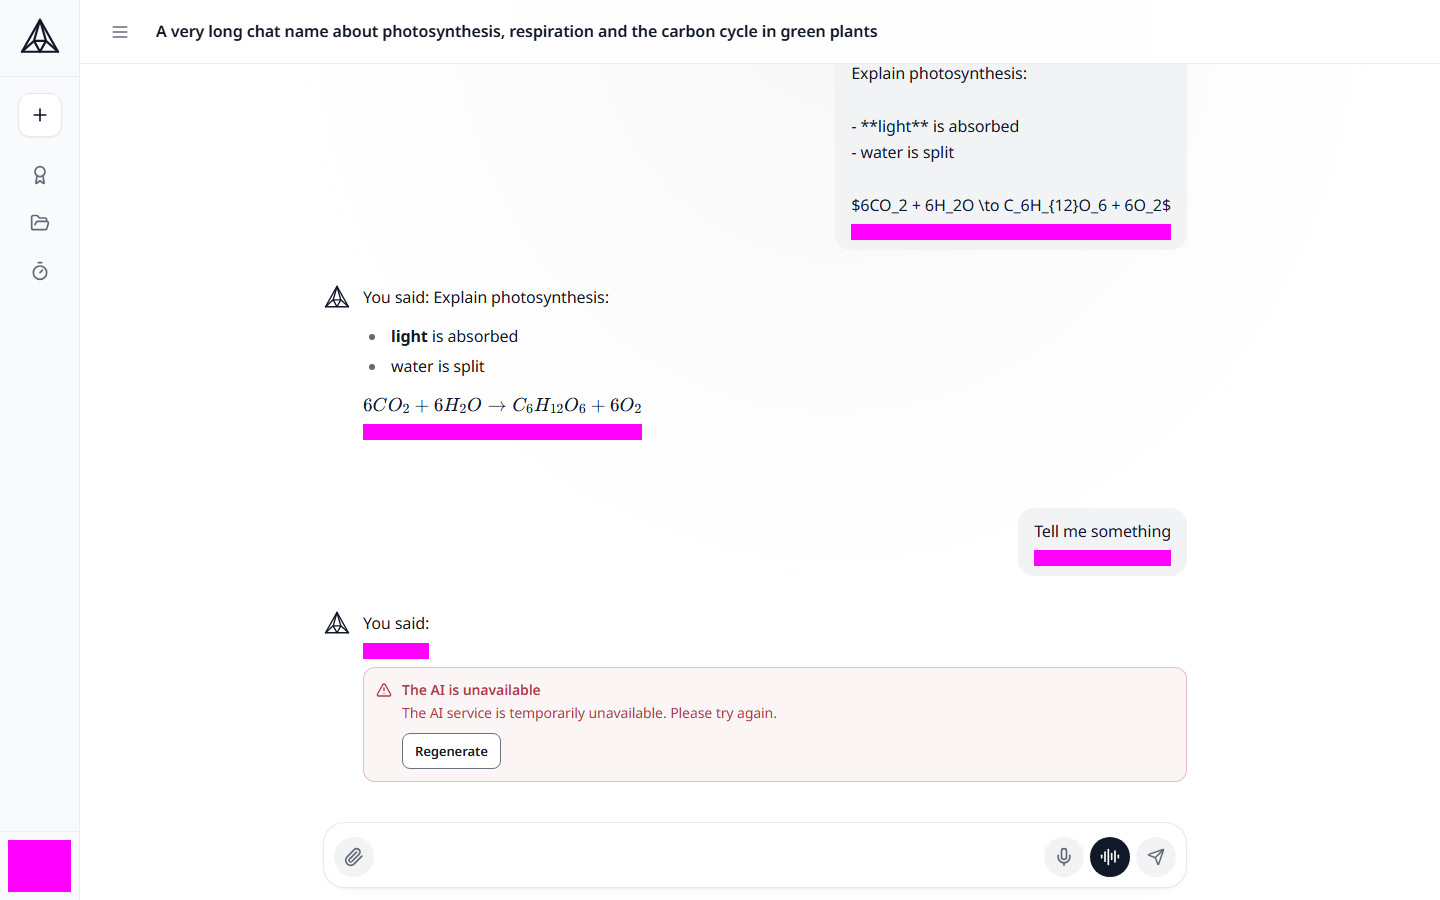 A very long chat name about photosynthesis, respiration and the carbon cycle in green plants
Explain photosynthesis:
- **light** is absorbed
- water is split
$6CO_2 + 6H_2O \to C_6H_{12}O_6 + 6O_2$
You said: Explain photosynthesis:
• light is absorbed
• water is split
6CO₂ + 6H₂O → C₆H₁₂O₆ + 6O₂
Tell me something
You said:
The AI is unavailable
The AI service is temporarily unavailable. Please try again.
Regenerate